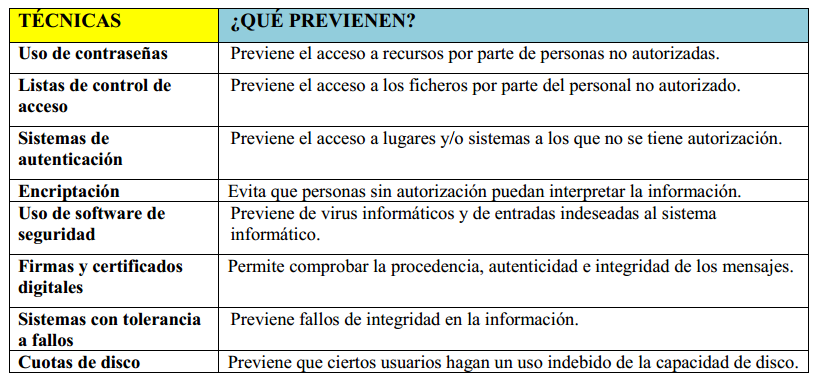 TÉCNICAS ¿QUÉ PREVIENEN?
Uso de contraseñas Previene el acceso a recursos por parte de personas no autorizadas.
Listas de control de Previene el acceso a los ficheros por parte del personal no autorizado.
acceso
Sistemas de Previene el acceso a lugares y/o sistemas a los que no se tiene autorización.
autenticación
Encriptación Evita que personas sin autorización puedan interpretar la información.
Uso de software de Previene de virus informáticos y de entradas indeseadas al sistema
seguridad informático.
Firmas y certificados Permite comprobar la procedencia, autenticidad e integridad de los mensajes.
digitales
Sistemas con tolerancia Previene fallos de integridad en la información.
a fallos
Cuotas de disco Previene que ciertos usuarios hagan un uso indebido de la capacidad de disco.